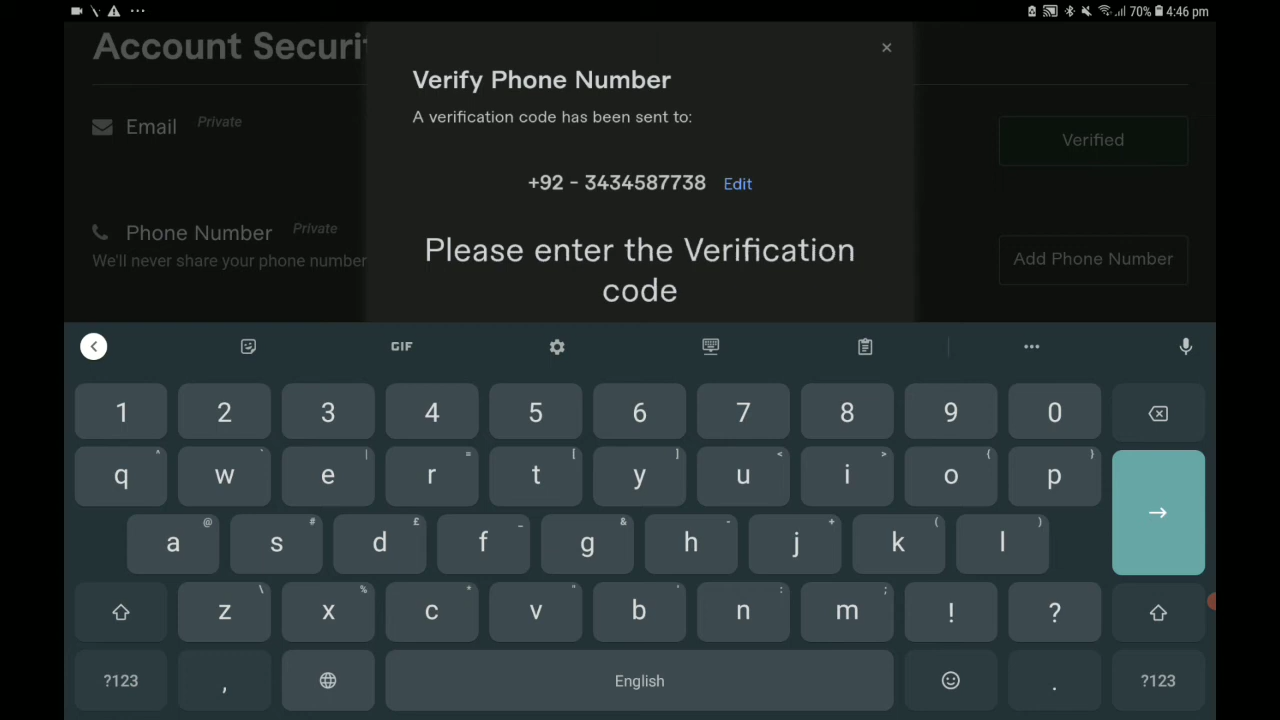 70% 4:46 pm
Account Securit
Verify Phone Number
A verification code has been sent to:
Email Private
Verified
+92 - 3434587738 Edit
Phone Number Private
We'll never share your phone number
Add Phone Number
Please enter the Verification
code
GIF
1 2 3 4 5 6 7 8 9 0
^ ` | = [ ] < > { }
q w e r t y u i o p
@ # £ _ & - + ( )
a s d f g h j k l
\ % * " ' : ;
z x c v b n m ! ?
?123 , English . ?123